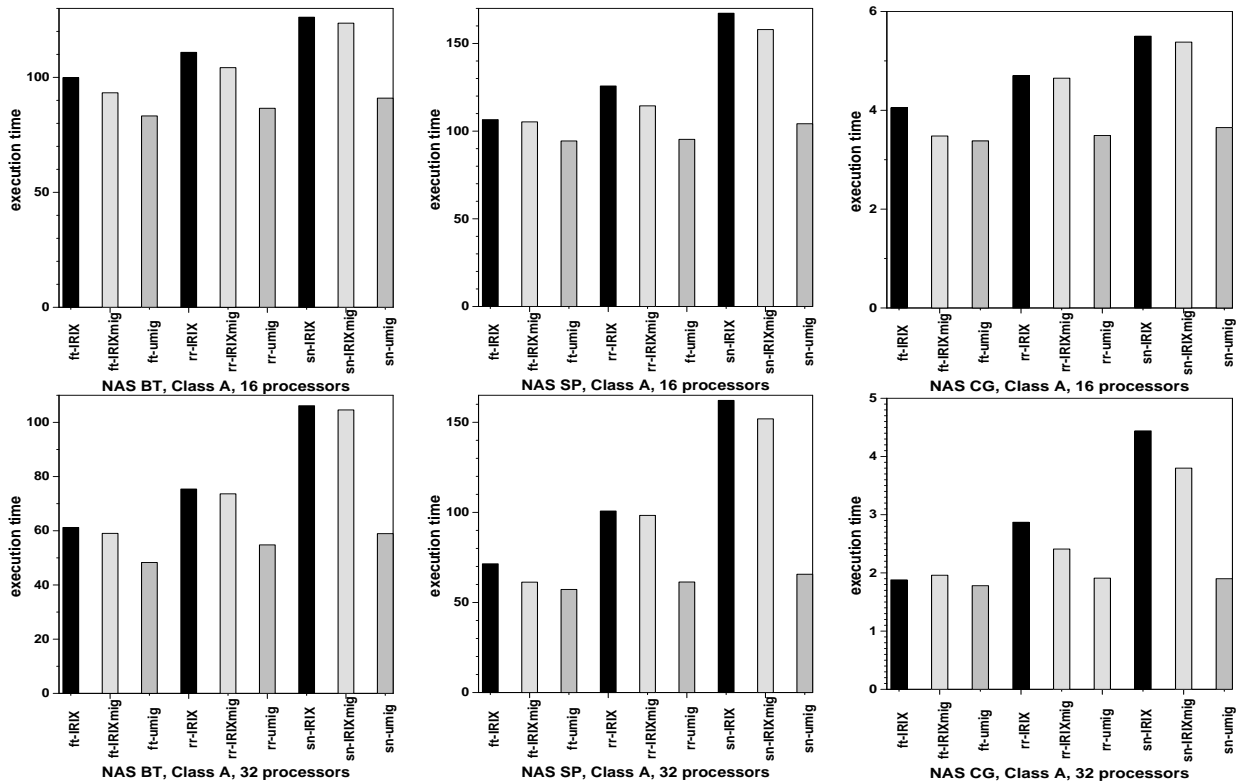 execution time
100
50
0
ft-IRIX
ft-IRIXmig
ft-umig
rr-IRIX
rr-IRIXmig
rr-umig
sn-IRIX
sn-IRIXmig
sn-umig
NAS BT, Class A, 16 processors
execution time
150
100
50
0
ft-IRIX
ft-IRIXmig
ft-umig
rr-IRIX
rr-IRIXmig
ft-umig
sn-IRIX
sn-IRIXmig
sn-umig
NAS SP, Class A, 16 processors
execution time
6
4
2
0
ft-IRIX
ft-IRIXmig
ft-umig
rr-IRIX
rr-IRIXmig
rr-umig
sn-IRIX
sn-IRIXmig
sn-umig
NAS CG, Class A, 16 processors
execution time
100
80
60
40
20
0
ft-IRIX
ft-IRIXmig
ft-umig
rr-IRIX
rr-IRIXmig
rr-umig
sn-IRIX
sn-IRIXmig
sn-umig
NAS BT, Class A, 32 processors
execution time
150
100
50
0
ft-IRIX
ft-IRIXmig
ft-umig
rr-IRIX
rr-IRIXmig
rr-umig
sn-IRIX
sn-IRIXmig
sn-umig
NAS SP, Class A, 32 processors
execution time
5
4
3
2
1
0
ft-IRIX
ft-IRIXmig
ft-umig
rr-IRIX
rr-IRIXmig
rr-umig
sn-IRIX
sn-IRIXmig
sn-umig
NAS CG, Class A, 32 processors